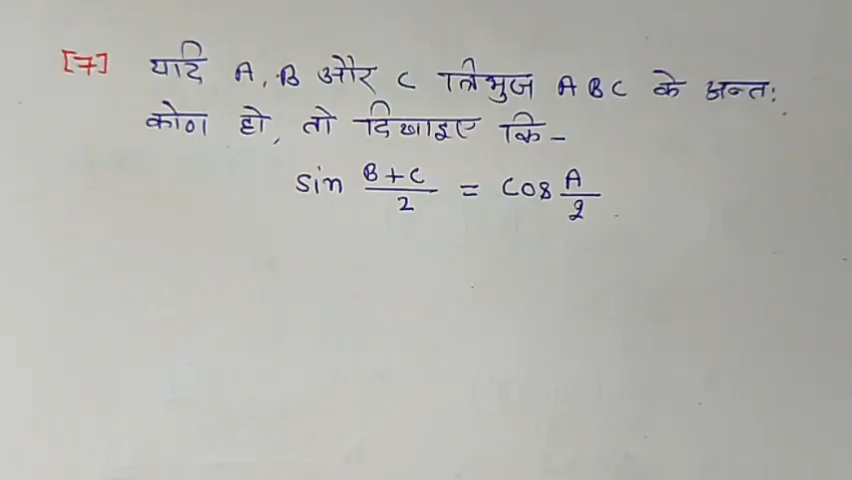 [7] यदि A, B और C त्रिभुज ABC के अन्तः
कोण हो, तो दिखाइए कि -
sin B+C/2 = cos A/2